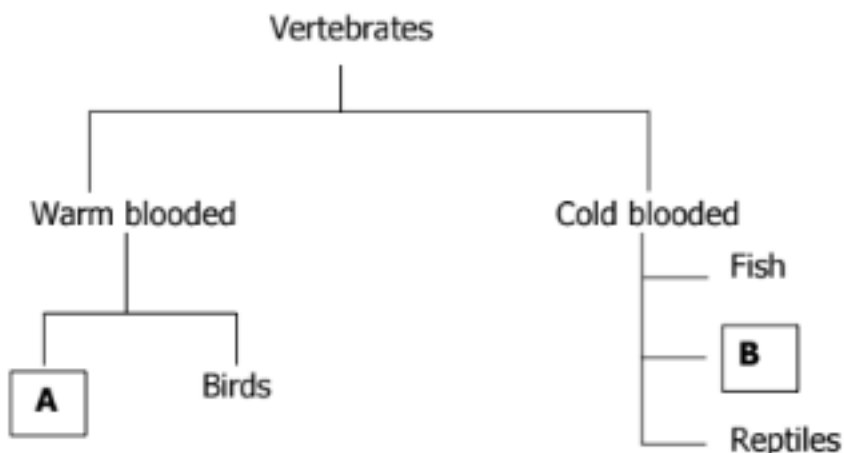 Vertebrates
Warm blooded
Cold blooded
Fish
B
A
Birds
Reptiles